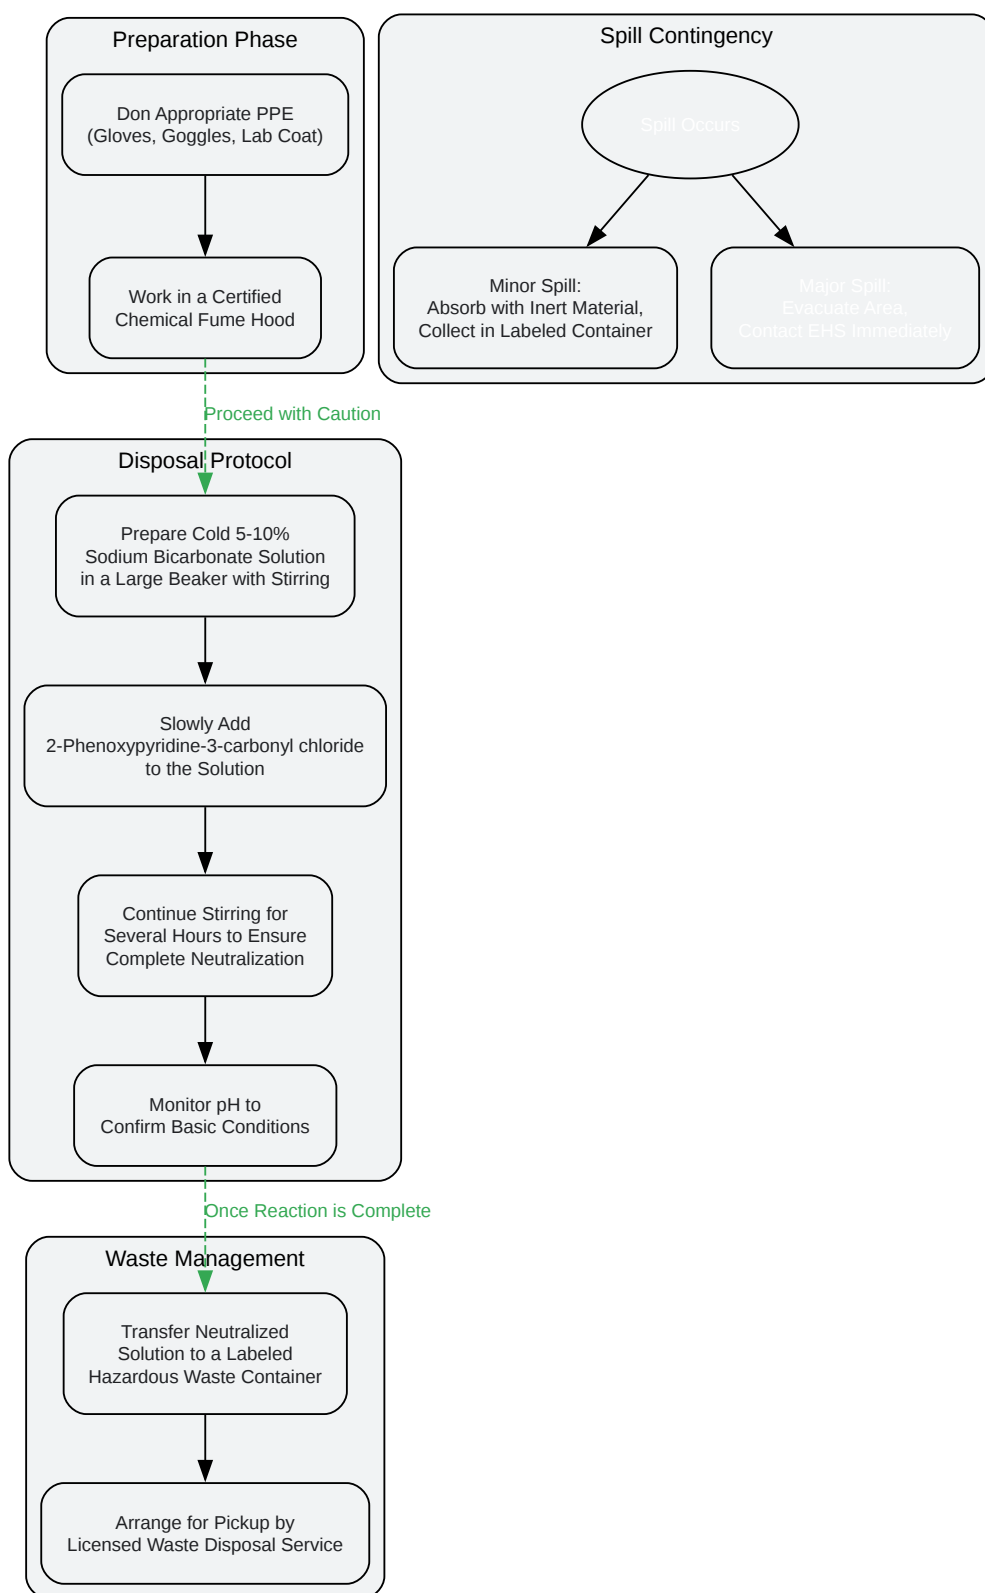 Preparation Phase
Don Appropriate PPE
(Gloves, Goggles, Lab Coat)
Work in a Certified
Chemical Fume Hood
Spill Contingency
Spill Occurs
Minor Spill:
Absorb with Inert Material,
Collect in Labeled Container
Major Spill:
Evacuate Area,
Contact EHS Immediately
Proceed with Caution
Disposal Protocol
Prepare Cold 5-10%
Sodium Bicarbonate Solution
in a Large Beaker with Stirring
Slowly Add
2-Phenoxypyridine-3-carbonyl chloride
to the Solution
Continue Stirring for
Several Hours to Ensure
Complete Neutralization
Monitor pH to
Confirm Basic Conditions
Once Reaction is Complete
Waste Management
Transfer Neutralized
Solution to a Labeled
Hazardous Waste Container
Arrange for Pickup by
Licensed Waste Disposal Service